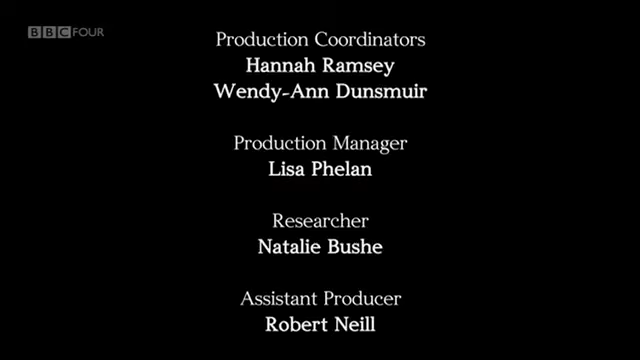 BBC FOUR
Production Coordinators
Hannah Ramsey
Wendy-Ann Dunsmuir
Production Manager
Lisa Phelan
Researcher
Natalie Bushe
Assistant Producer
Robert Neill